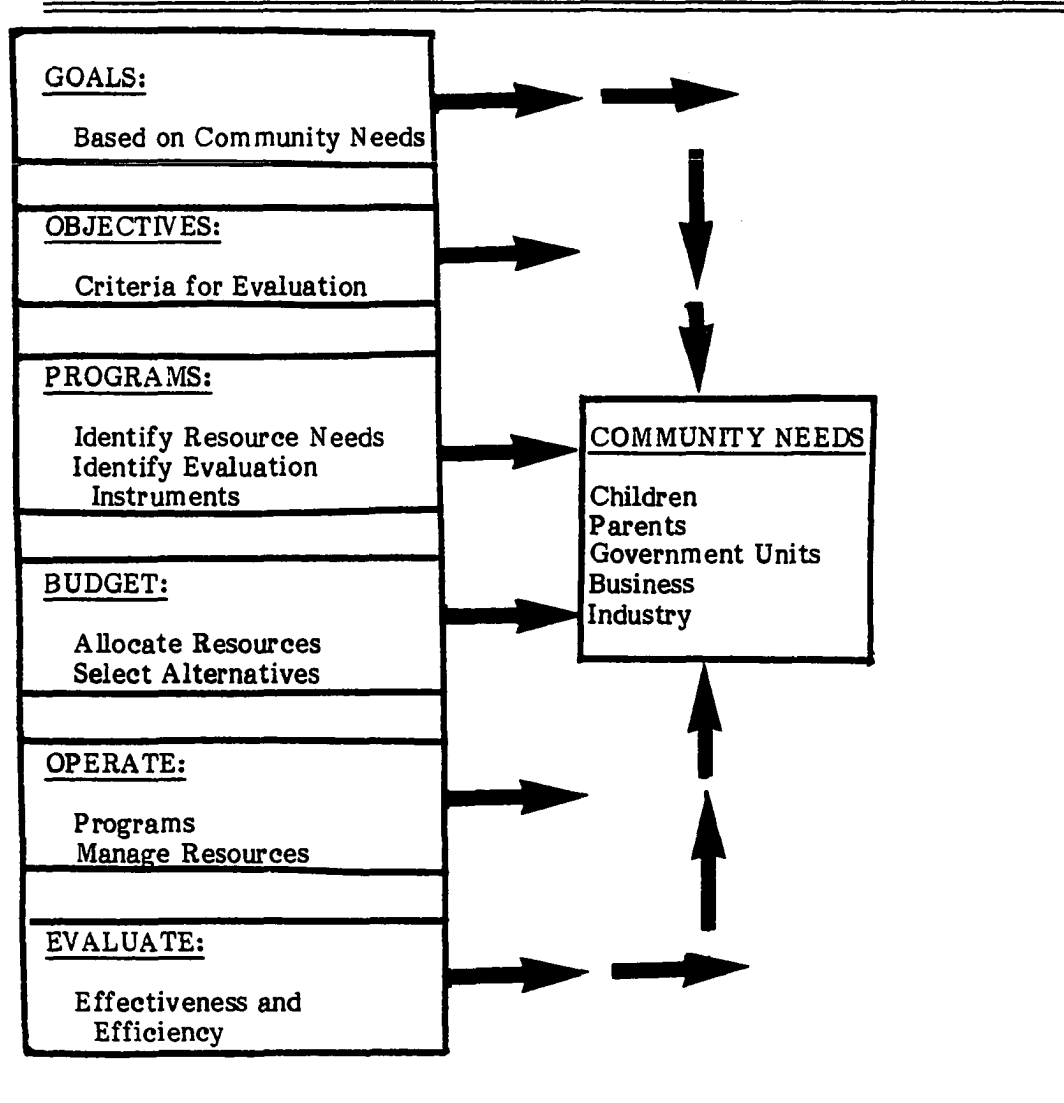 GOALS:
Based on Community Needs
OBJECTIVES:
Criteria for Evaluation
PROGRAMS:
Identify Resource Needs
Identify Evaluation
Instruments
BUDGET:
Allocate Resources
Select Alternatives
OPERATE:
Programs
Manage Resources
EVALUATE:
Effectiveness and
Efficiency
COMMUNITY NEEDS
Children
Parents
Government Units
Business
Industry